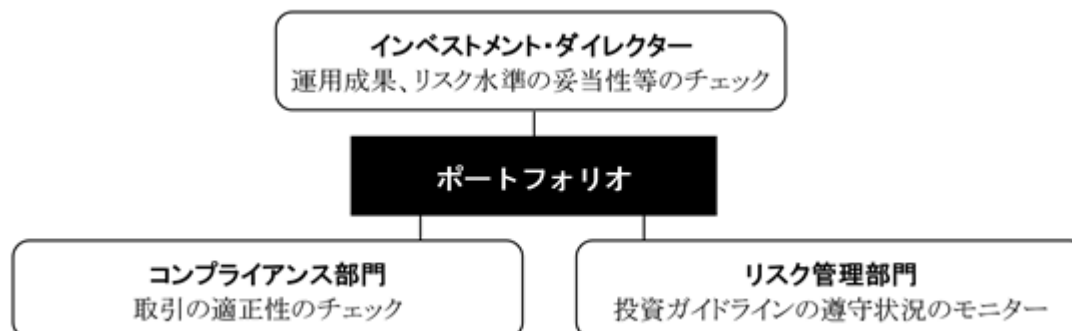 インベストメント・ダイレクター
運用成果、リスク水準の妥当性等のチェック
ポートフォリオ
コンプライアンス部門
取引の適正性のチェック
リスク管理部門
投資ガイドラインの遵守状況のモニター